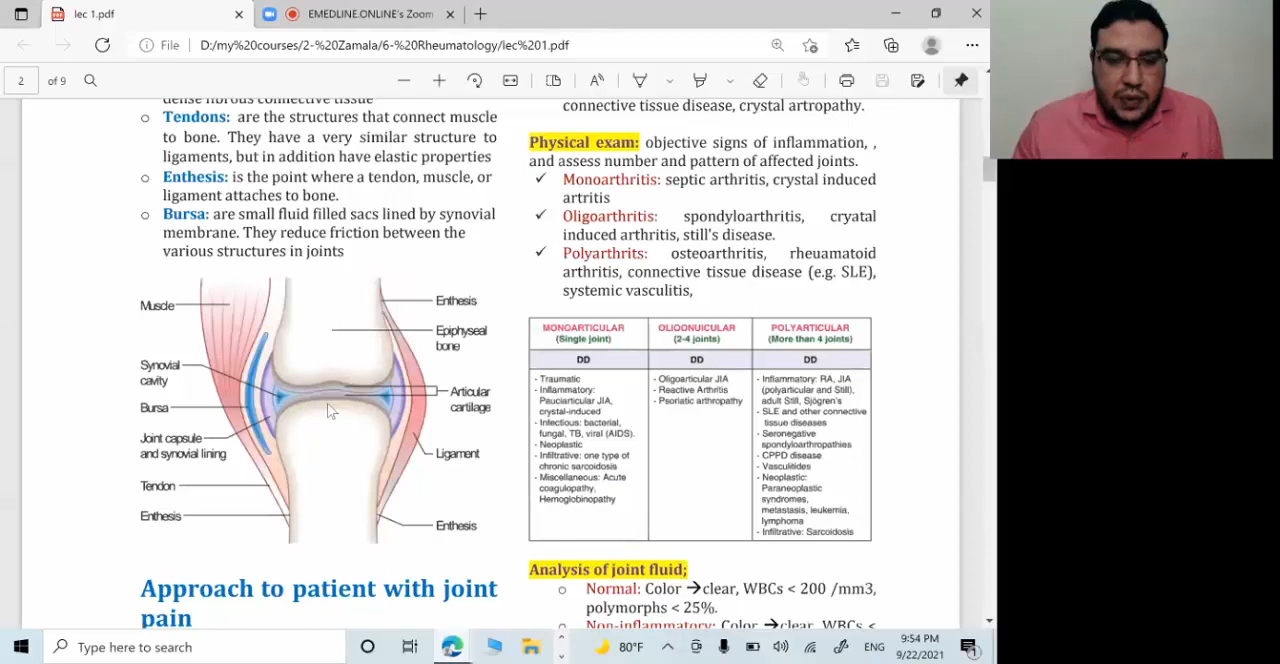 lec 1.pdf
EMEDLINE.ONLINE's Zoom
File
D:/my%20courses/2-%20Zamala/6-%20Rheumatology/lec%201.pdf
2
of 9
dense fibrous connective tissue
o Tendons: are the structures that connect muscle
to bone. They have a very similar structure to
ligaments, but in addition have elastic properties
o Enthesis: is the point where a tendon, muscle, or
ligament attaches to bone.
o Bursa: are small fluid filled sacs lined by synovial
membrane. They reduce friction between the
various structures in joints
Muscle
Synovial
cavity
Bursa
Joint capsule
and synovial lining
Tendon
Enthesis
Enthesis
Epiphyseal
bone
Articular
cartilage
Ligament
Enthesis
Approach to patient with joint
pain
connective tissue disease, crystal artropathy.
Physical exam: objective signs of inflammation, ,
and assess number and pattern of affected joints.
✓ Monoarthritis: septic arthritis, crystal induced
artritis
✓ Oligoarthritis: spondyloarthritis, cryatal
induced arthritis, still's disease.
✓ Polyarthrits: osteoarthritis, rheuamatoid
arthritis, connective tissue disease (e.g. SLE),
systemic vasculitis,
MONOARTICULAR
(Single joint)
DD
- Traumatic
- Inflammatory:
Pauciarticular JIA,
crystal-induced
- Infectious: bacterial,
fungal, TB, viral (AIDS).
- Neoplastic
- Infiltrative: one type of
chronic sarcoidosis
- Miscellaneous: Acute
coagulopathy,
Hemoglobinopathy
OLIGONUICULAR
(2-4 joints)
DD
- Oligoarticular JIA
- Reactive Arthritis
- Psoriatic arthropathy
POLYARTICULAR
(More than 4 joints)
DD
- Inflammatory: RA, JIA
(polyarticular and Still),
adult Still, Sjögren's
- SLE and other connective
tissue diseases
- Seronegative
spondyloarthropathies
- CPPD disease
- Vasculitides
- Neoplastic:
Paraneoplastic
syndromes,
metastasis, leukemia,
lymphoma
- Infiltrative: Sarcoidosis
Analysis of joint fluid;
o Normal: Color →clear, WBCs < 200 /mm3,
polymorphs < 25%.
Non-inflammatory: Color →clear, WBCs <
Type here to search
80°F
ENG
9:54 PM
9/22/2021
1